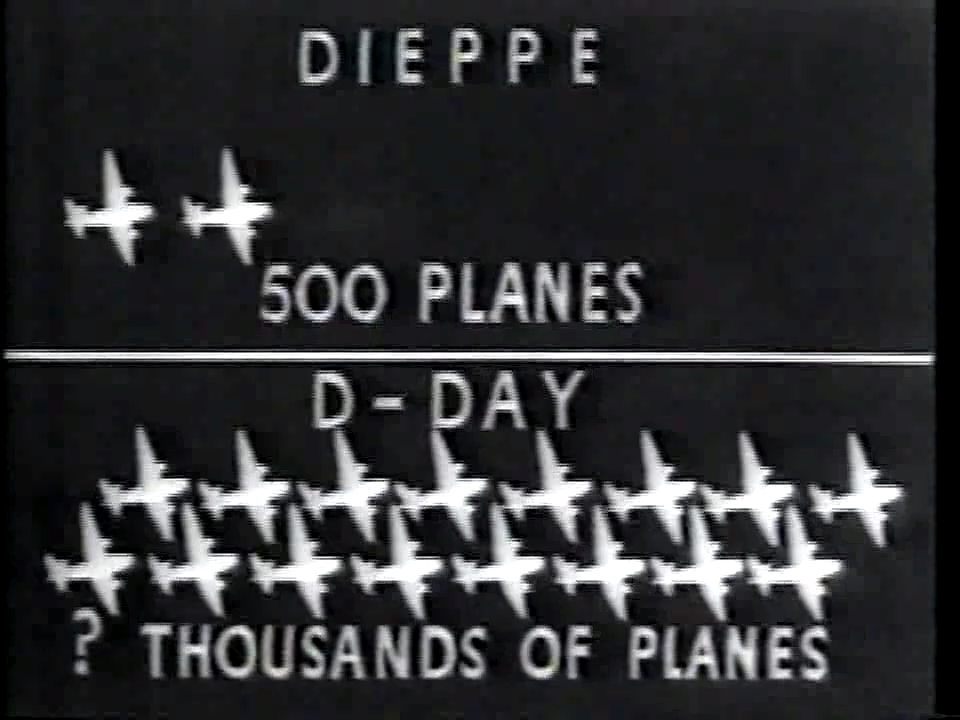 DIEPPE
500 PLANES
D-DAY
? THOUSANDS OF PLANES